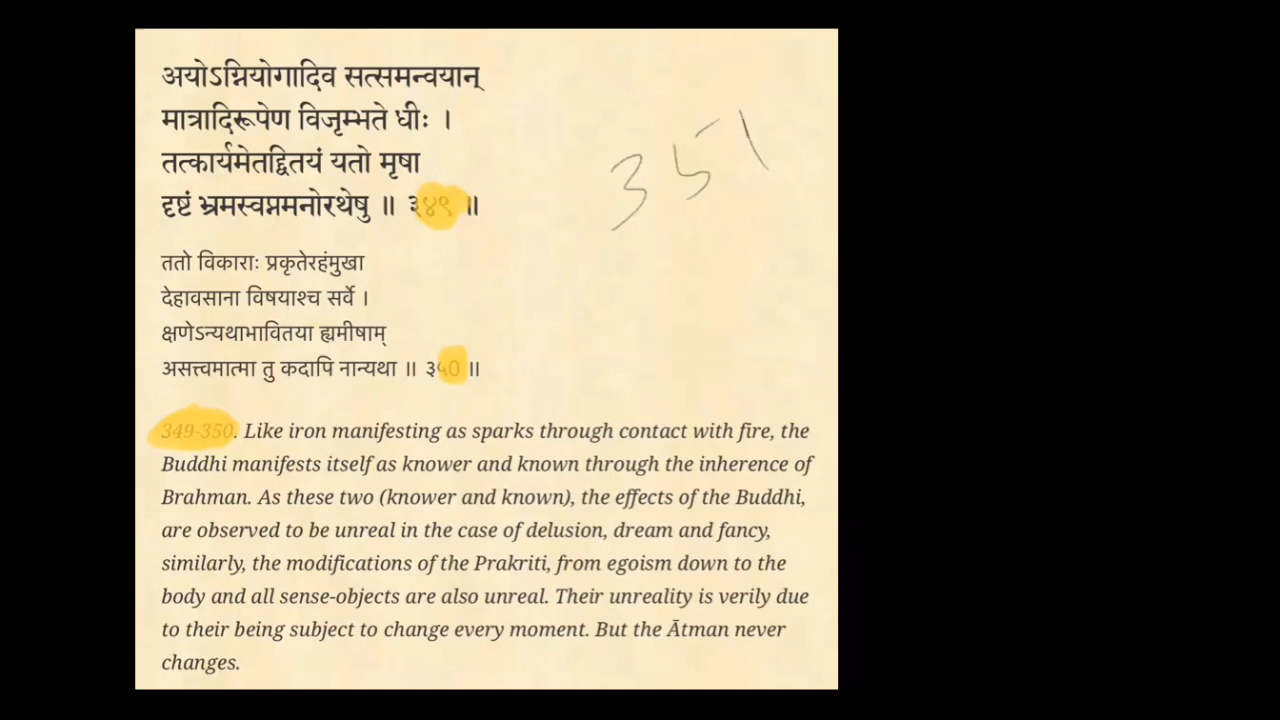 अयोऽग्नियोगादिव सत्समन्वयान्
मात्रादिरूपेण विजृम्भते धीः ।
तत्कार्यमेतद्द्वितयं यतो मृषा
दृष्टं भ्रमस्वप्नमनोरथेषु ॥ ३४९ ॥
351
ततो विकाराः प्रकृतेरहंमुखा
देहावसाना विषयाश्च सर्वे ।
क्षणेऽन्यथाभावितया ह्यमीषाम्
असत्त्वमात्मा तु कदापि नान्यथा ॥ ३५0 ॥
349-350. Like iron manifesting as sparks through contact with fire, the
Buddhi manifests itself as knower and known through the inherence of
Brahman. As these two (knower and known), the effects of the Buddhi,
are observed to be unreal in the case of delusion, dream and fancy,
similarly, the modifications of the Prakriti, from egoism down to the
body and all sense-objects are also unreal. Their unreality is verily due
to their being subject to change every moment. But the Ātman never
changes.